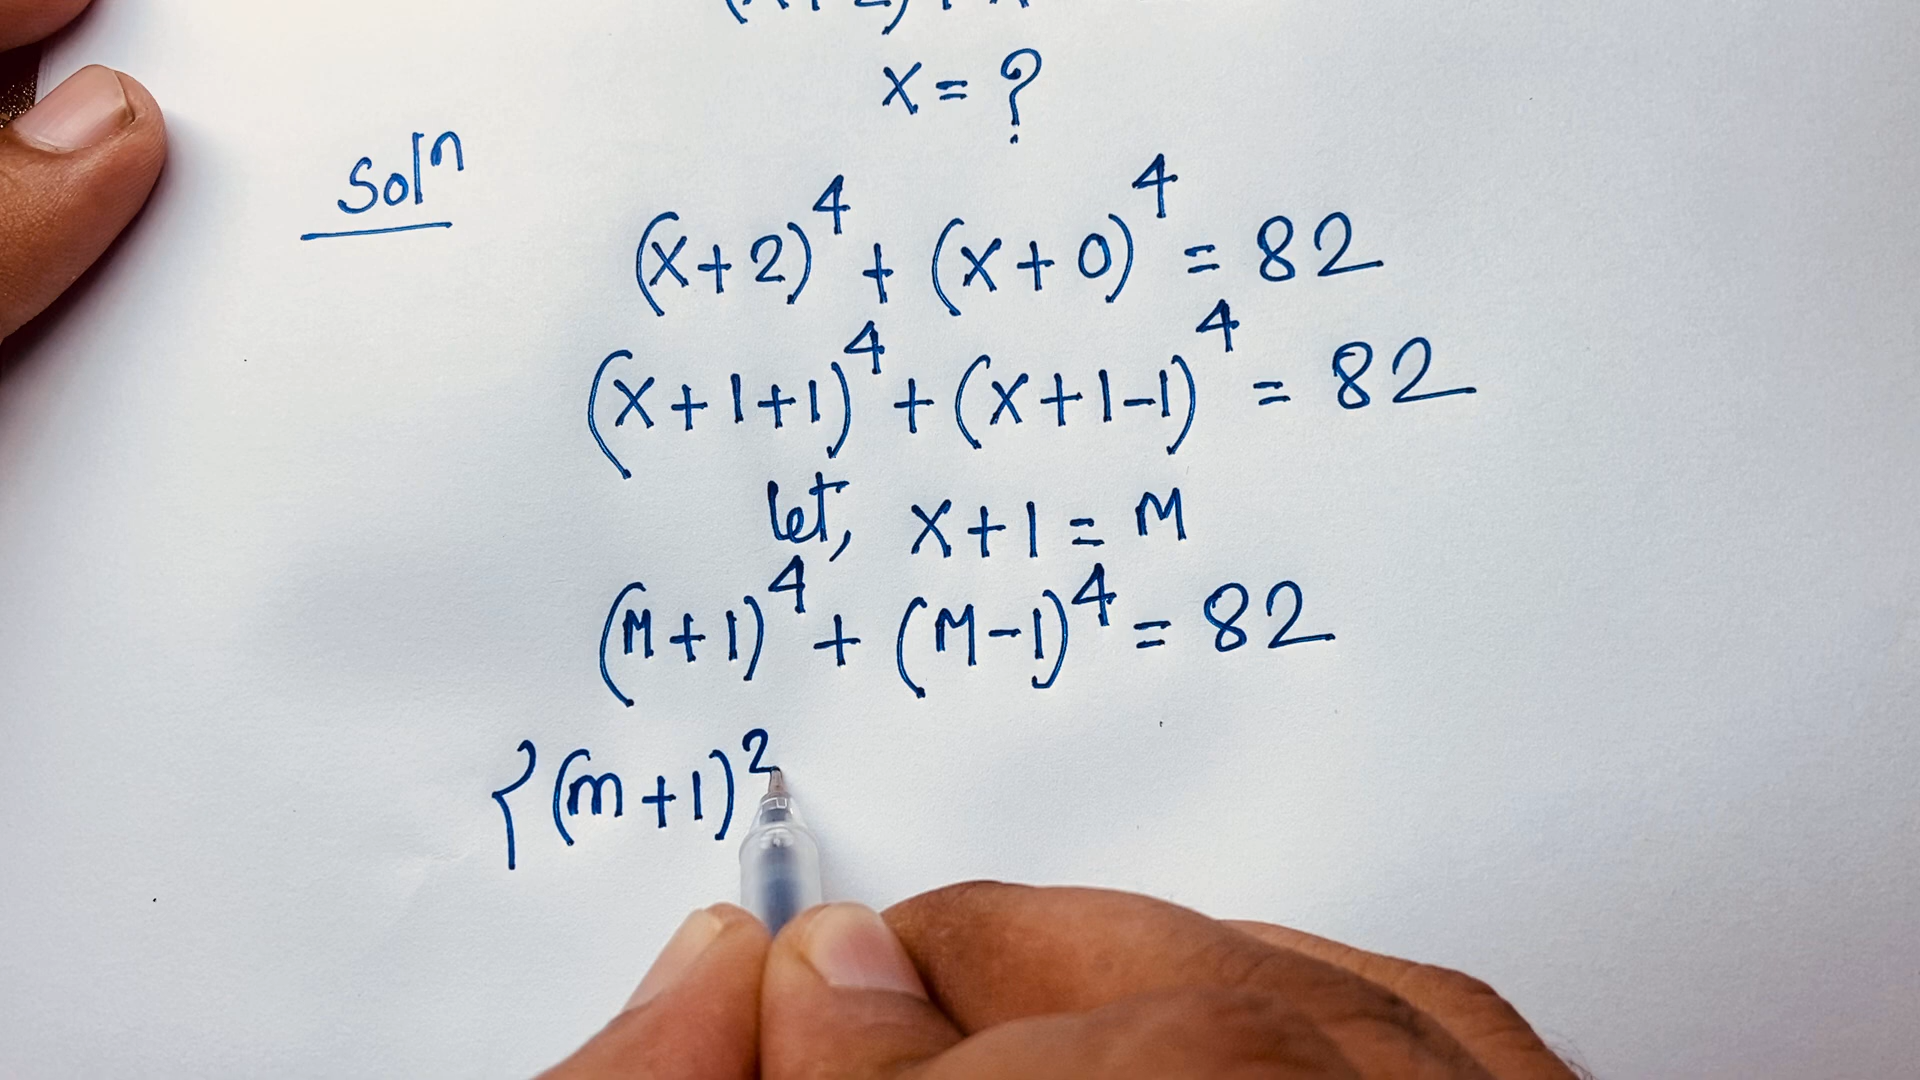 x = ?
Solⁿ
(x+2)⁴ + (x+0)⁴ = 82
(x+1+1)⁴ + (x+1-1)⁴ = 82
let, x+1 = M
(M+1)⁴ + (M-1)⁴ = 82
{(m+1)²